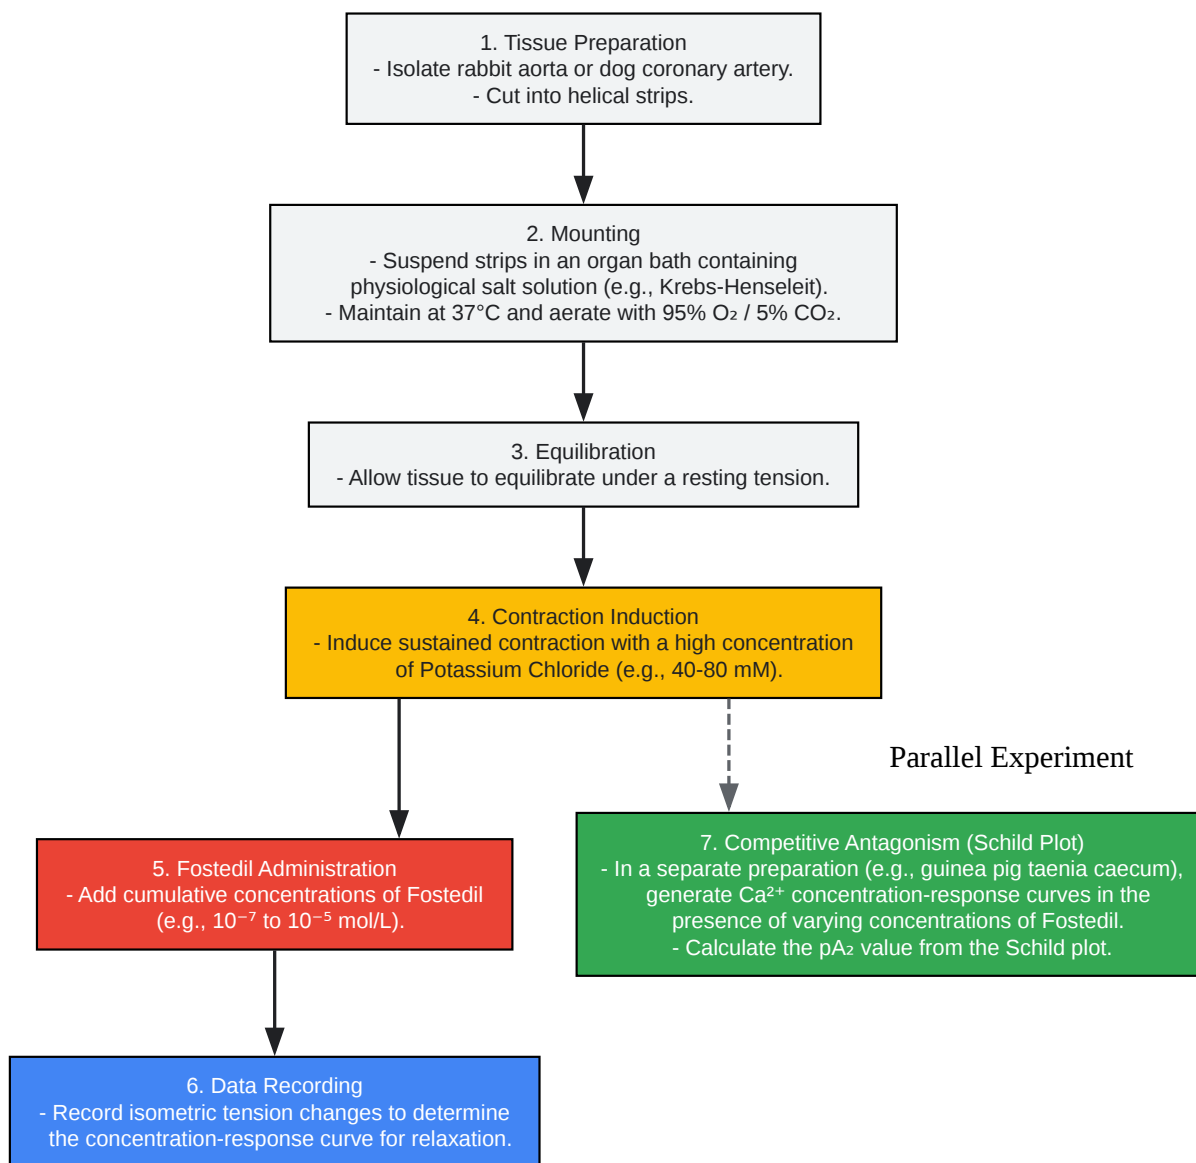 1. Tissue Preparation
- Isolate rabbit aorta or dog coronary artery.
- Cut into helical strips.
2. Mounting
- Suspend strips in an organ bath containing
physiological salt solution (e.g., Krebs-Henseleit).
- Maintain at 37°C and aerate with 95% O₂ / 5% CO₂.
3. Equilibration
- Allow tissue to equilibrate under a resting tension.
4. Contraction Induction
- Induce sustained contraction with a high concentration
of Potassium Chloride (e.g., 40-80 mM).
Parallel Experiment
5. Fostedil Administration
- Add cumulative concentrations of Fostedil
(e.g., 10⁻⁷ to 10⁻⁵ mol/L).
7. Competitive Antagonism (Schild Plot)
- In a separate preparation (e.g., guinea pig taenia caecum),
generate Ca²⁺ concentration-response curves in the
presence of varying concentrations of Fostedil.
- Calculate the pA₂ value from the Schild plot.
6. Data Recording
- Record isometric tension changes to determine
the concentration-response curve for relaxation.